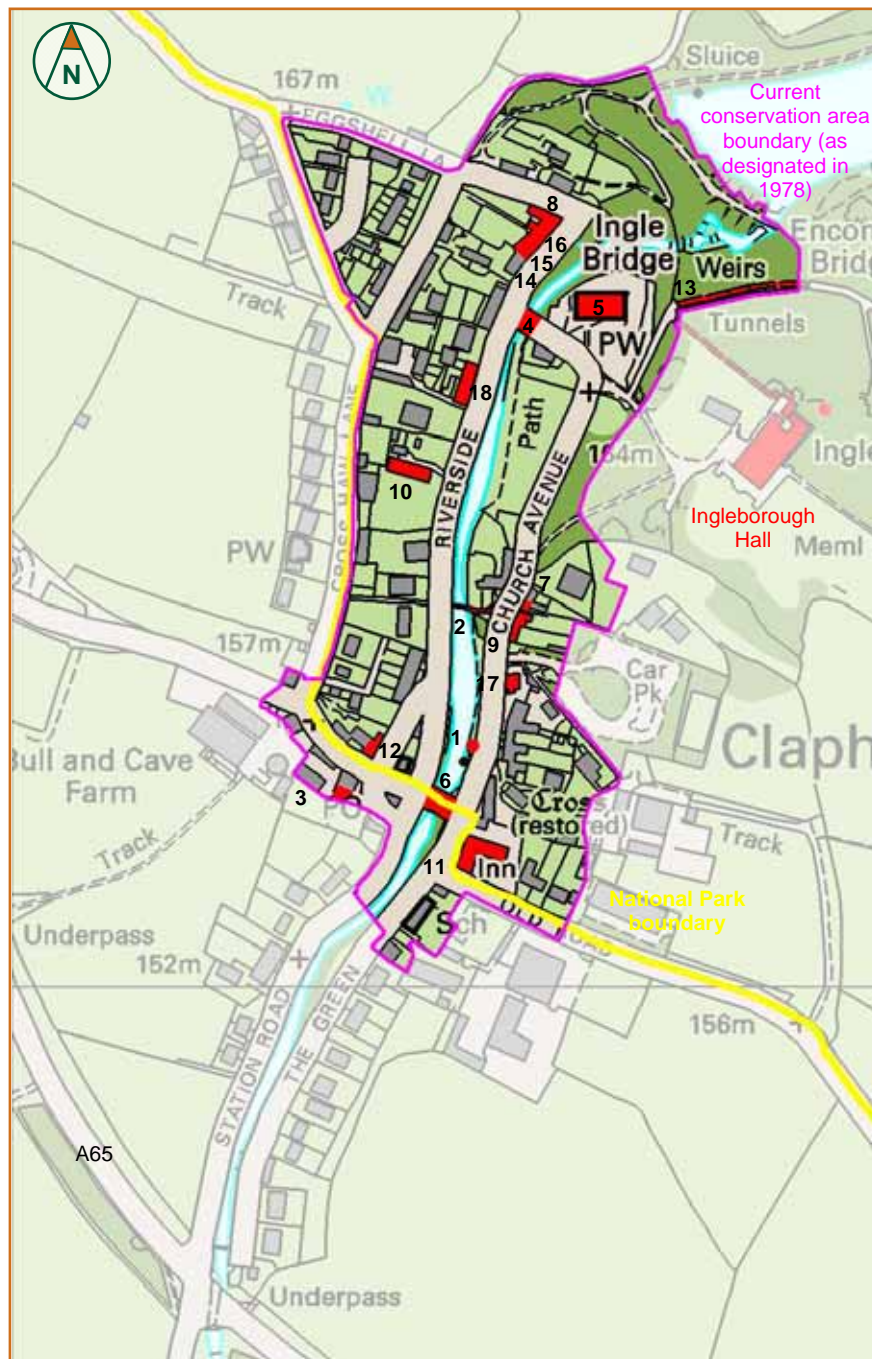 N
167m
EGGSHELL LA
W
Sluice
Current
conservation area
boundary (as
designated in
1978)
8
Ingle
Bridge
16
15
14
Weirs
13
Encom
Bridg
Track
4
5
PW
Tunnels
18
CROSS HAW LANE
RIVERSIDE
Path
CHURCH AVENUE
164m
Ingle
10
Ingleborough
Hall
Meml
PW
7
157m
2
9
Car
Pk
17
1
12
Claph
Bull and Cave
Farm
3
PO
6
Cross
(restored)
Track
11
Inn
National Park
boundary
Track
OLD ROAD
Underpass
Sch
152m
156m
STATION ROAD
THE GREEN
A65
Underpass